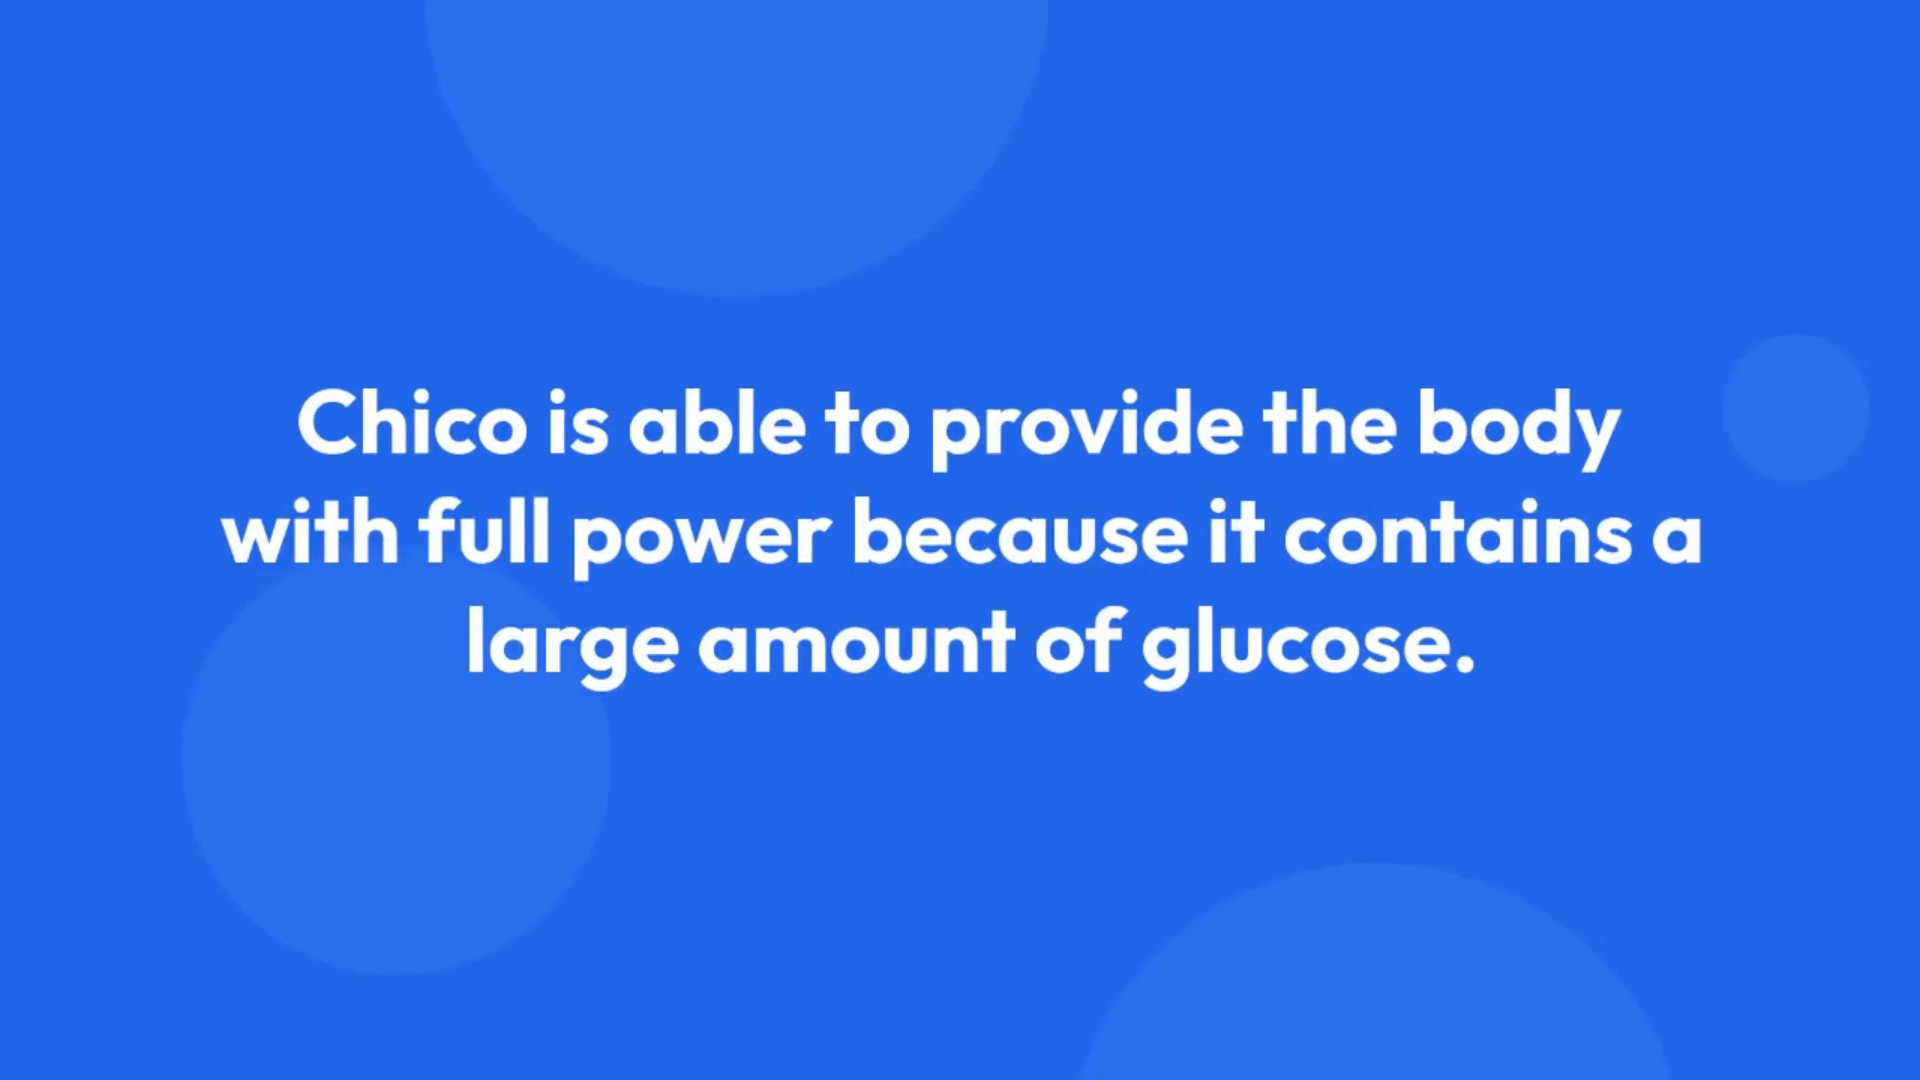 Chico is able to provide the body
with full power because it contains a
large amount of glucose.